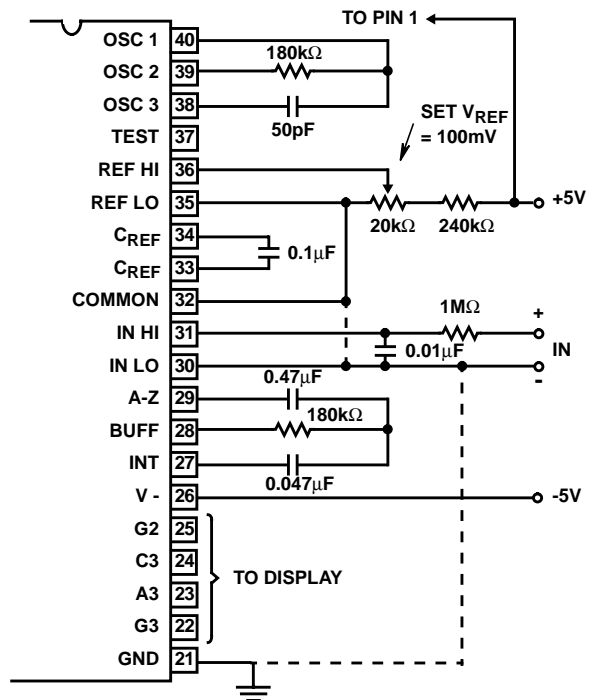 TO PIN 1
OSC 1 40
180kΩ
OSC 2 39
OSC 3 38
50pF
TEST 37
SET VREF
= 100mV
REF HI 36
REF LO 35
+5V
20kΩ 240kΩ
CREF 34
0.1µF
CREF 33
COMMON 32
1MΩ
+
IN HI 31
0.01µF
IN
IN LO 30
-
0.47µF
A-Z 29
180kΩ
BUFF 28
INT 27
0.047µF
V - 26
-5V
G2 25
C3 24
TO DISPLAY
A3 23
G3 22
GND 21